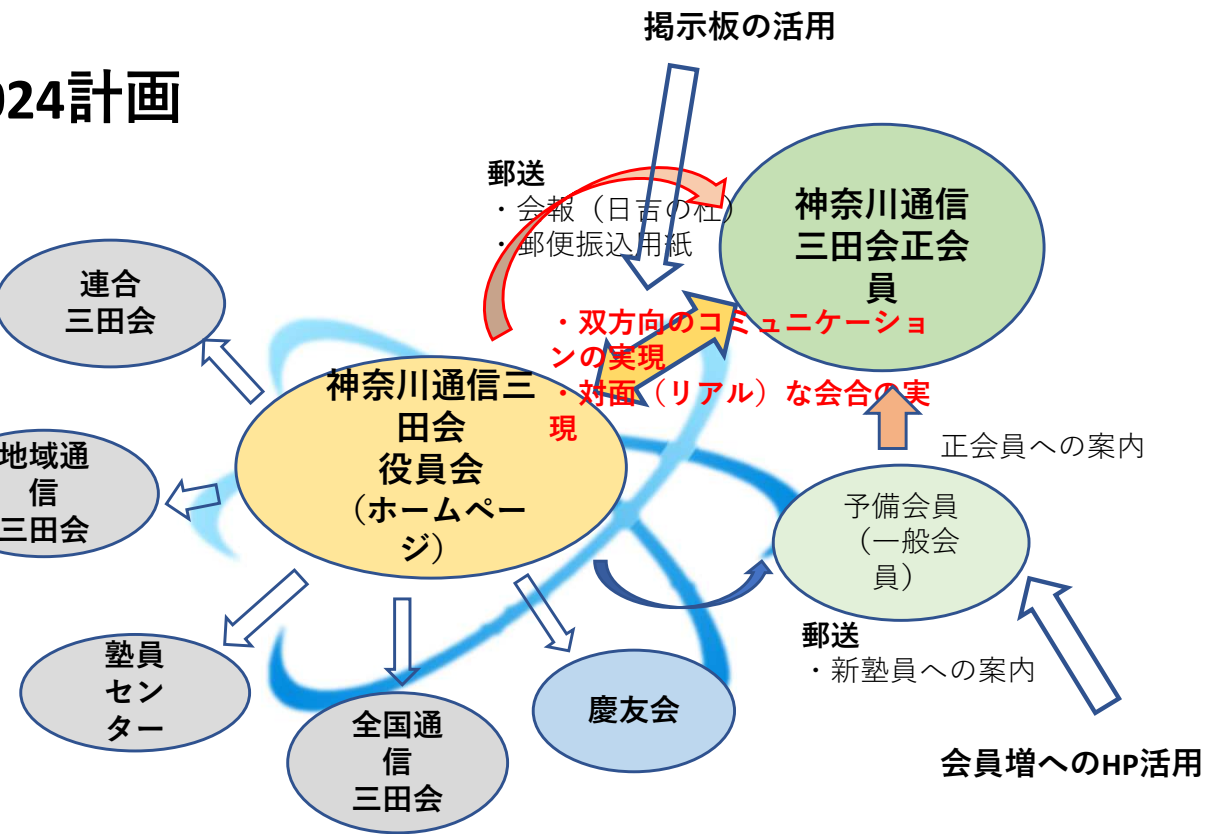 掲示板の活用
024計画
郵送
・会報（日吉の杜）
・郵便振込用紙
神奈川通信
三田会正会
員
連合
三田会
・双方向のコミュニケーショ
ンの実現
・対面（リアル）な会合の実
現
神奈川通信三
田会
役員会
（ホームペー
ジ）
正会員への案内
地域通
信
三田会
予備会員
（一般会
員）
郵送
・新塾員への案内
塾員
セン
ター
慶友会
全国通
信
三田会
会員増へのHP活用